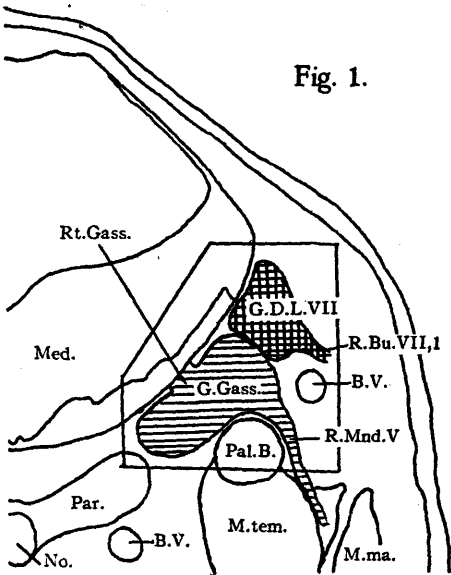 Fig. 1.
Rt.Gass.
G.D.L.VII
R.Bu.VII,1
Med.
G.Gass.
B.V.
R.Mnd.V
Pal.B.
Par.
M.tem.
B.V.
No.
M.ma.